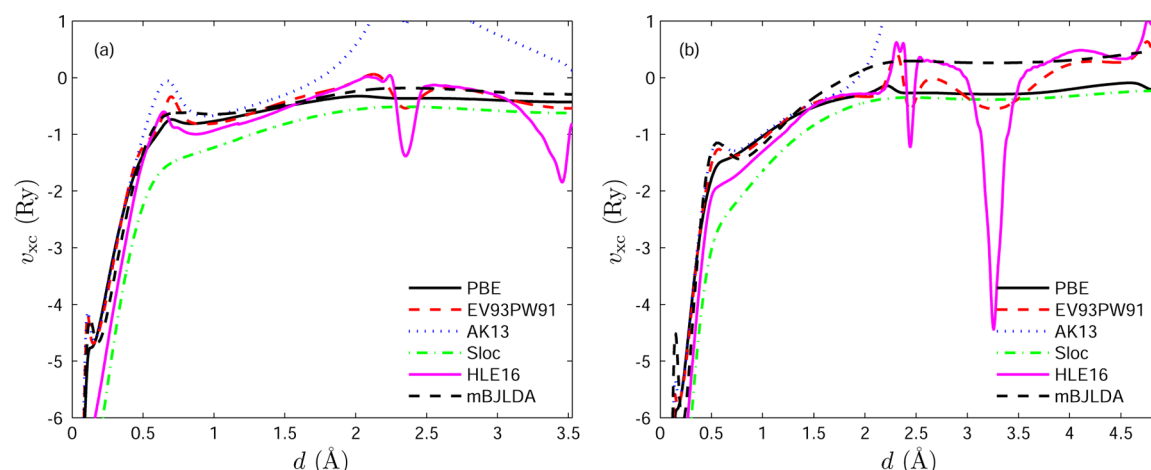 (a)
1
0
-1
-2
-3
-4
-5
-6
v_xc (Ry)
PBE
EV93PW91
AK13
Sloc
HLE16
mBJLDA
0 0.5 1 1.5 2 2.5 3 3.5
d (Å)
(b)
1
0
-1
-2
-3
-4
-5
-6
v_xc (Ry)
PBE
EV93PW91
AK13
Sloc
HLE16
mBJLDA
0 0.5 1 1.5 2 2.5 3 3.5 4 4.5
d (Å)